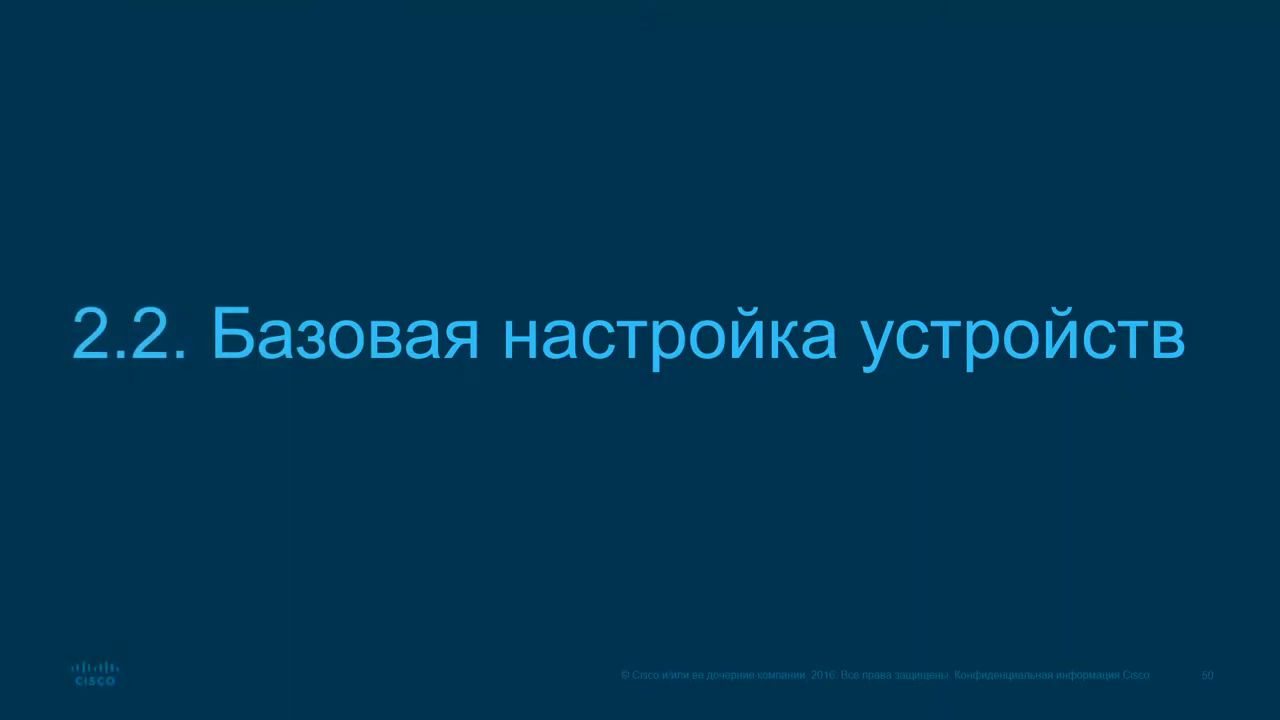 2.2. Базовая настройка устройств
CISCO
© Cisco и/или ее дочерние компании, 2016. Все права защищены. Конфиденциальная информация Cisco
50